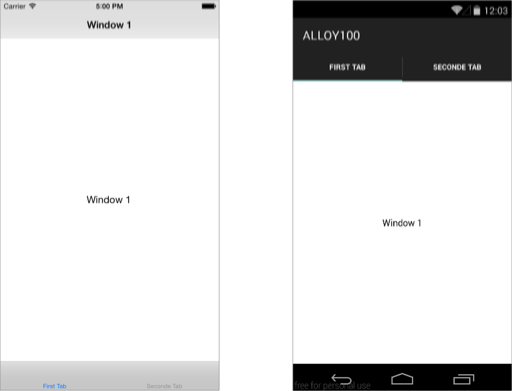 Carrier 5:00 PM
Window 1
Window 1
First Tab Seconde Tab
12:03
ALLOY100
FIRST TAB SECONDE TAB
Window 1
free for personal use